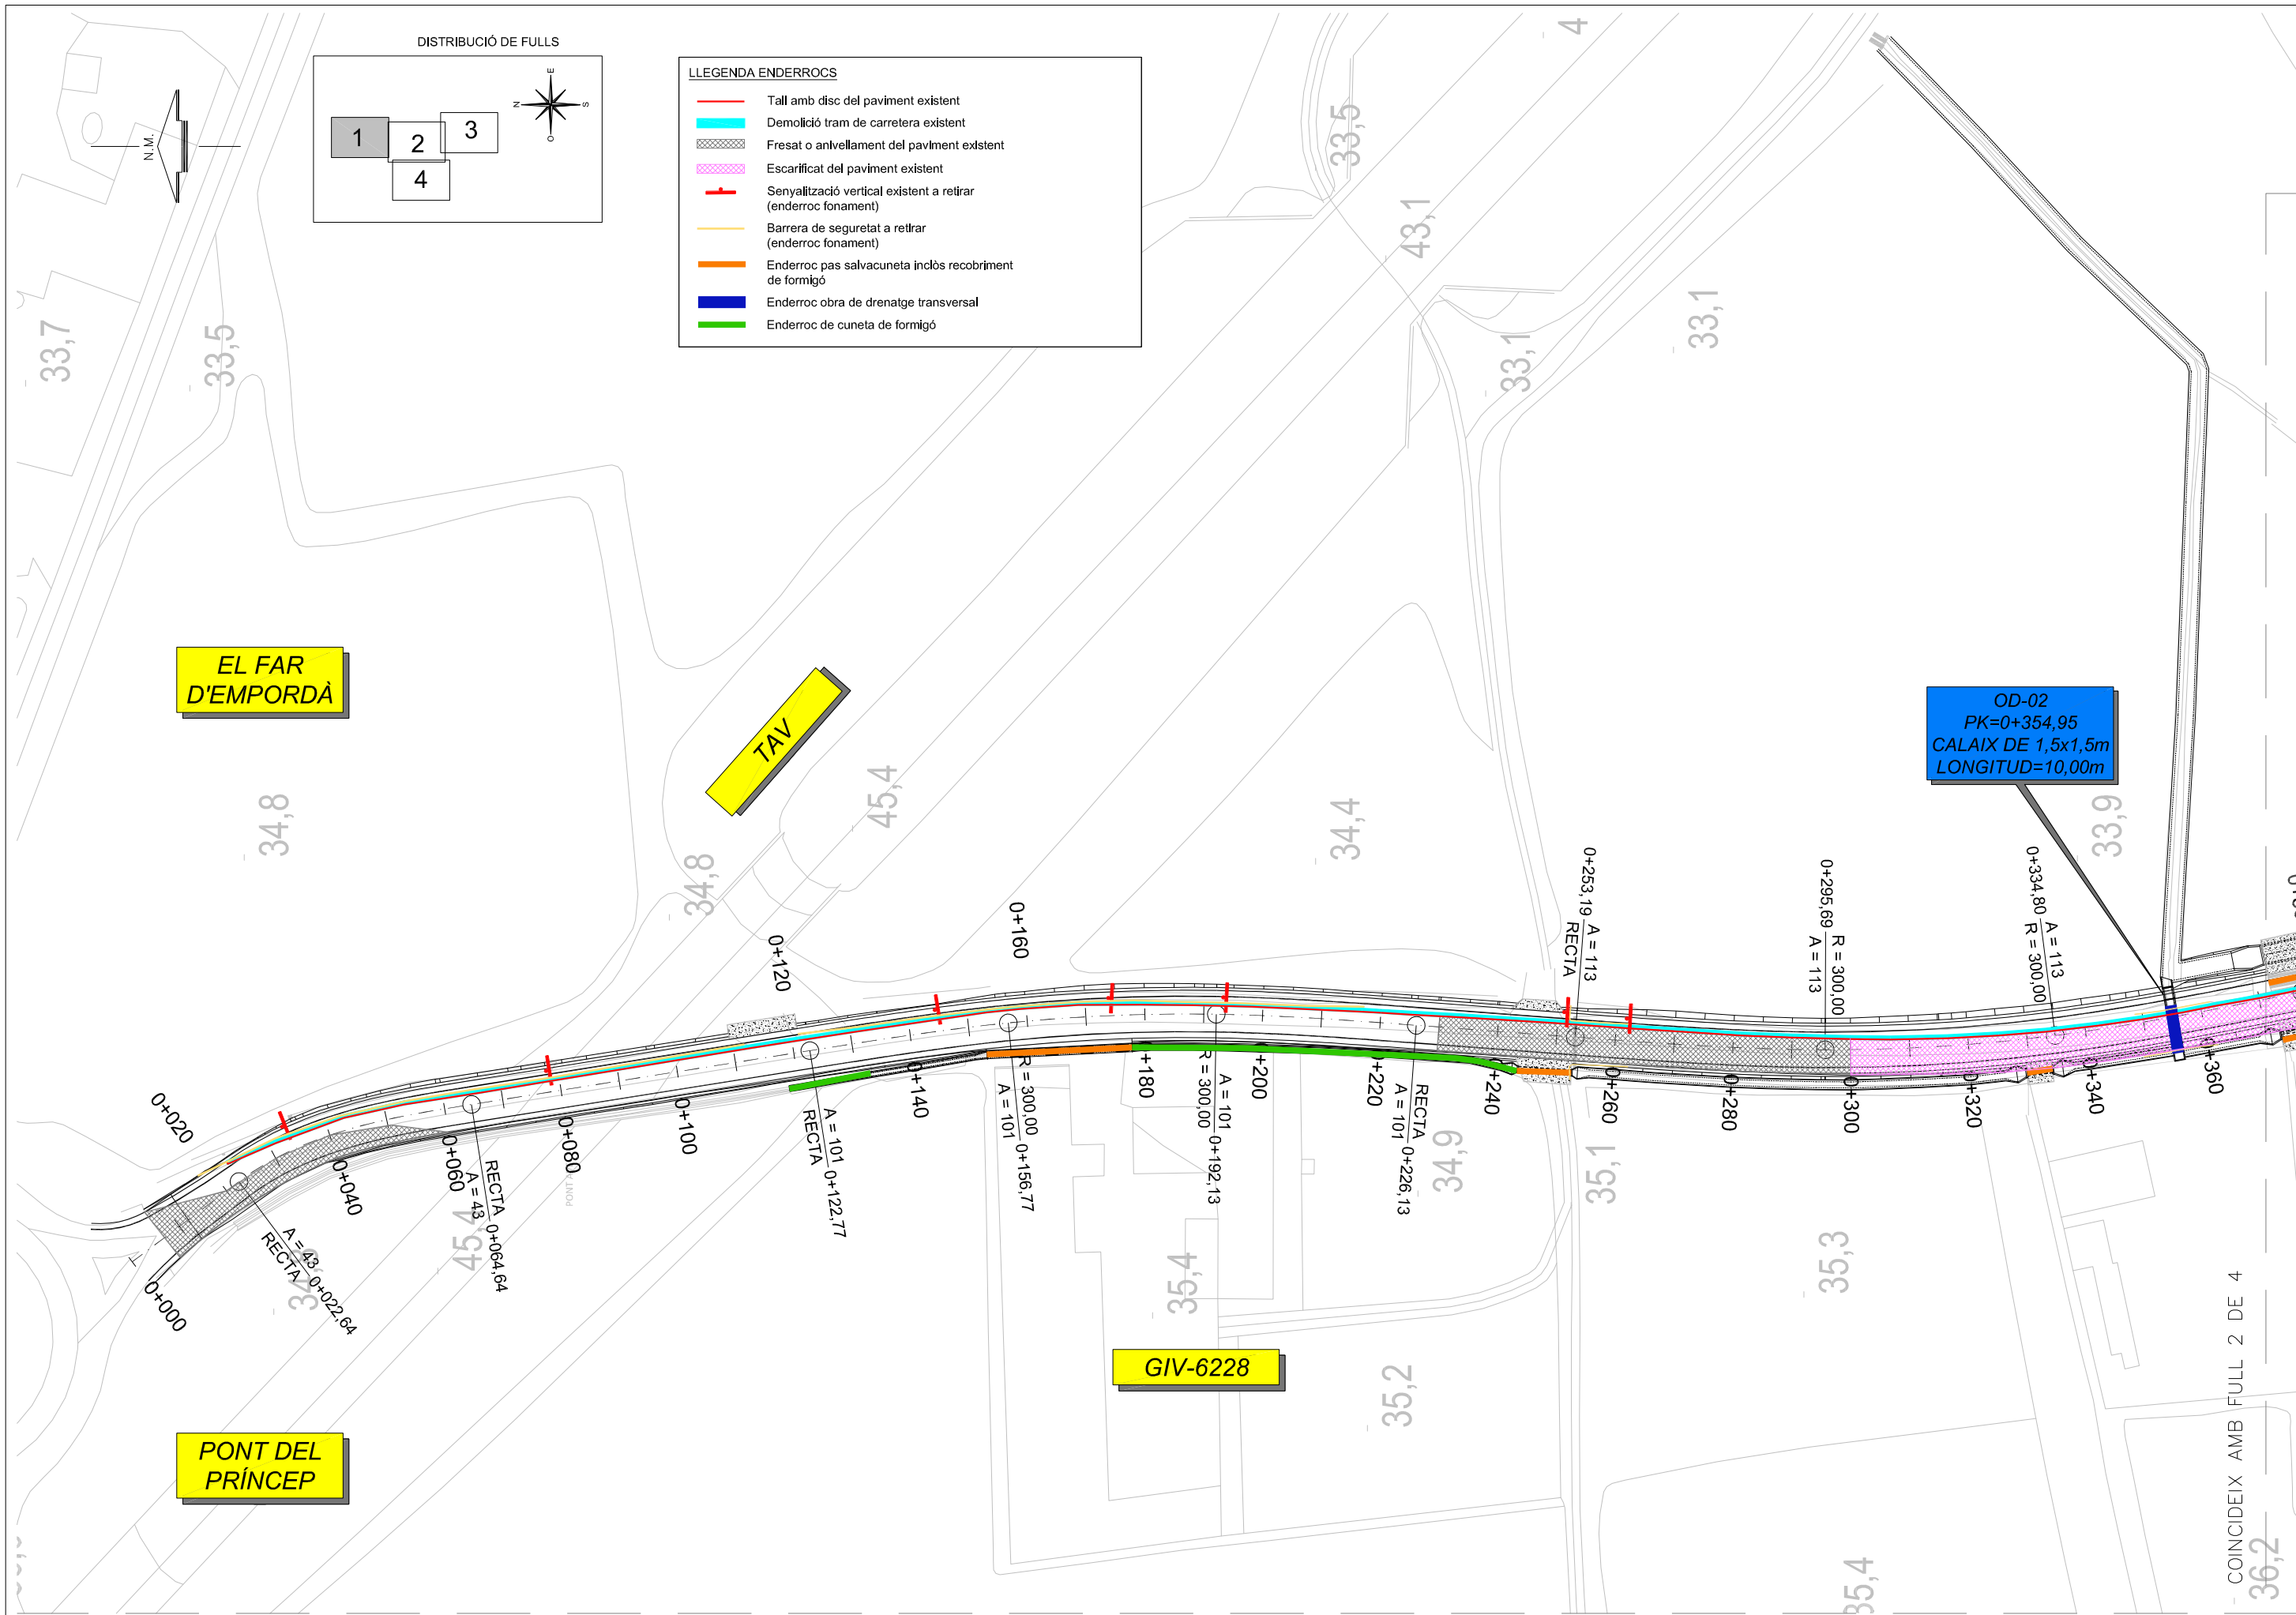 DISTRIBUCIÓ DE FULLS
N.M.
1
2
3
4
N
E
S
O
LLEGENDA ENDERROCS
Tall amb disc del paviment existent
Demolició tram de carretera existent
Fresat o anivellament del paviment existent
Escarificat del paviment existent
Senyalització vertical existent a retirar
(enderroc fonament)
Barrera de seguretat a retirar
(enderroc fonament)
Enderroc pas salvacuneta inclòs recobriment
de formigó
Enderroc obra de drenatge transversal
Enderroc de cuneta de formigó
33,7
33,5
33,5
43,1
33,1
33,1
EL FAR
D'EMPORDÀ
TAV
OD-02
PK=0+354,95
CALAIX DE 1,5x1,5m
LONGITUD=10,00m
34,8
34,8
45,4
34,4
33,9
0+253,19
A = 113
RECTA
0+295,69
R = 300,00
A = 113
0+334,80
A = 113
R = 300,00
0+000
0+020
0+040
0+060
0+080
0+100
0+120
0+140
0+160
0+180
0+200
0+220
0+240
0+260
0+280
0+300
0+320
0+340
0+360
A = 43
RECTA
0+022,64
RECTA
A = 43
0+064,64
A = 101
RECTA
0+122,77
R = 300,00
A = 101
0+156,77
A = 101
R = 300,00
0+192,13
RECTA
A = 101
0+226,13
45,4
35,4
34,9
35,1
35,3
35,2
35,4
36,2
GIV-6228
PONT DEL
PRÍNCEP
COINCIDEIX AMB FULL 2 DE 4